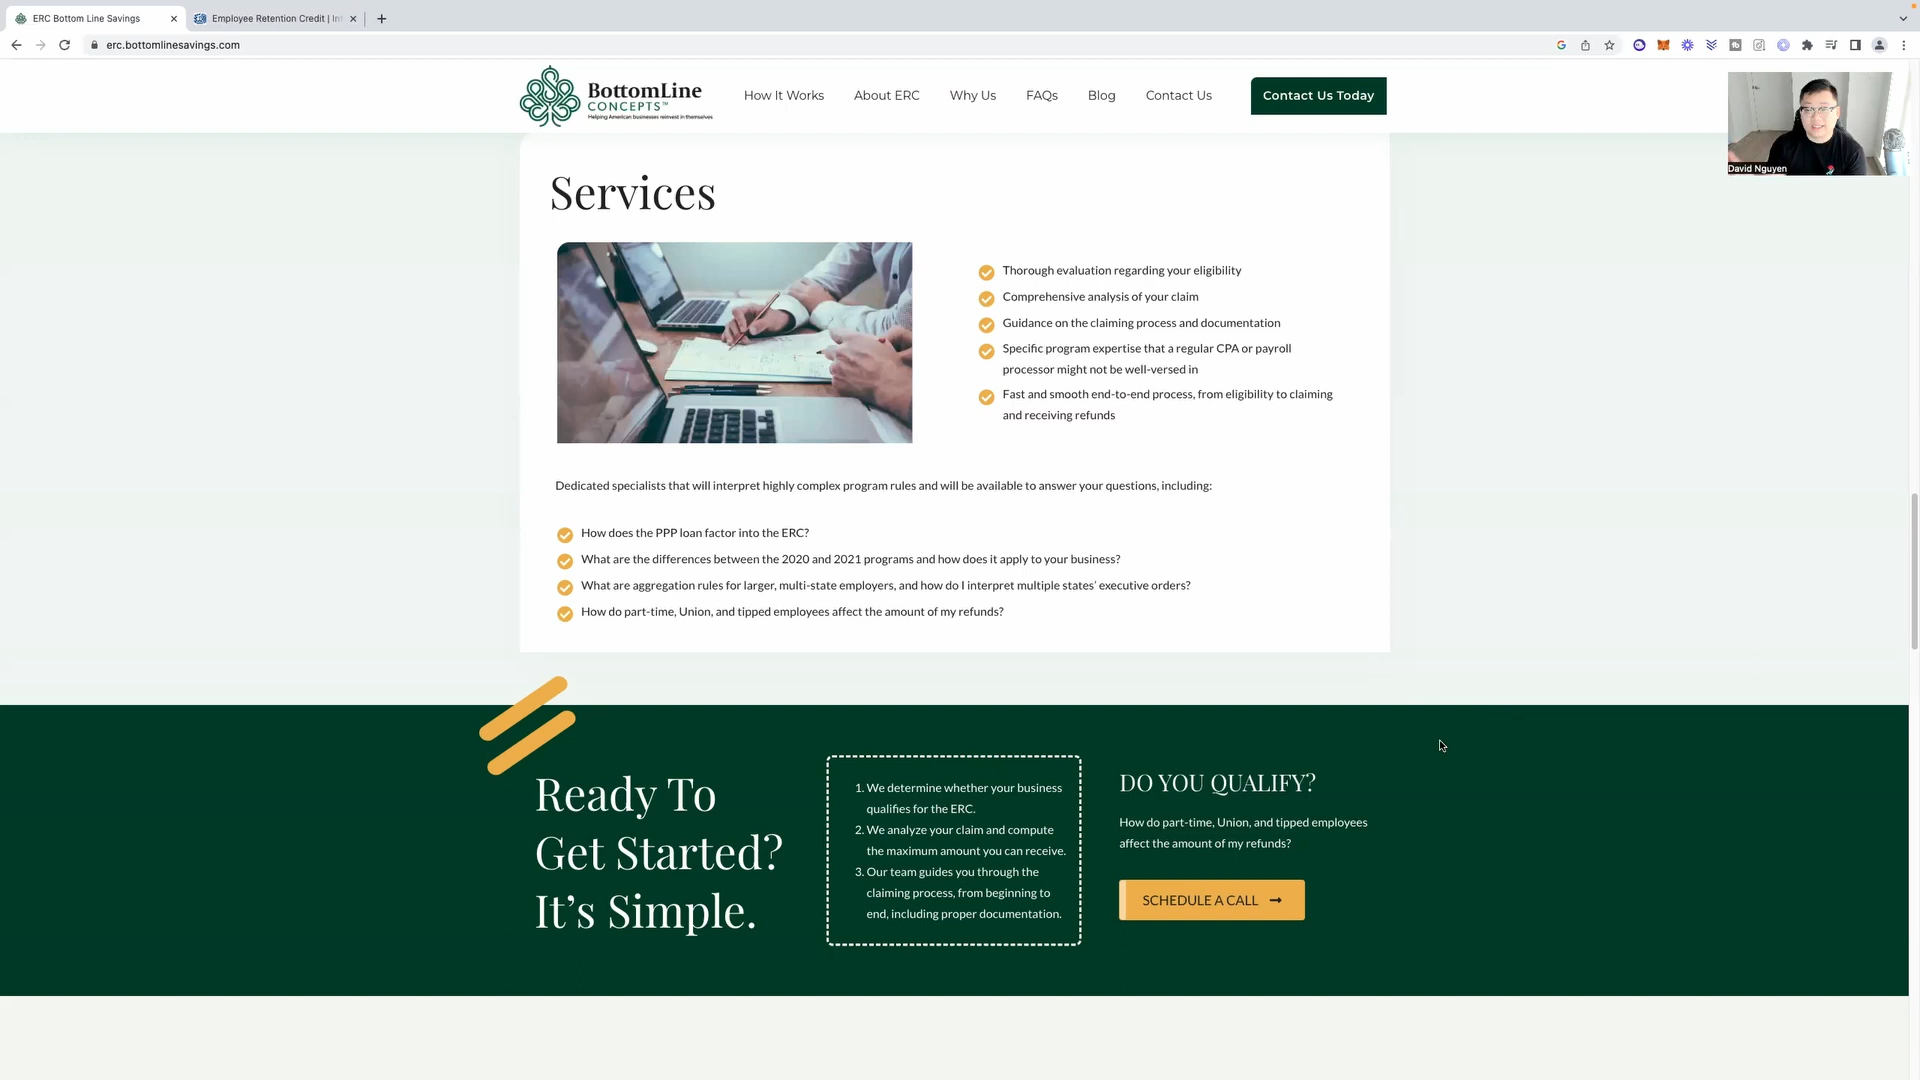 ERC Bottom Line Savings
Employee Retention Credit | Int
erc.bottomlinesavings.com
BottomLine
CONCEPTS™
Helping American businesses reinvest in themselves
How It Works
About ERC
Why Us
FAQs
Blog
Contact Us
Contact Us Today
David Nguyen
Services
Thorough evaluation regarding your eligibility
Comprehensive analysis of your claim
Guidance on the claiming process and documentation
Specific program expertise that a regular CPA or payroll
processor might not be well-versed in
Fast and smooth end-to-end process, from eligibility to claiming
and receiving refunds
Dedicated specialists that will interpret highly complex program rules and will be available to answer your questions, including:
How does the PPP loan factor into the ERC?
What are the differences between the 2020 and 2021 programs and how does it apply to your business?
What are aggregation rules for larger, multi-state employers, and how do I interpret multiple states’ executive orders?
How do part-time, Union, and tipped employees affect the amount of my refunds?
Ready To
Get Started?
It’s Simple.
1. We determine whether your business
qualifies for the ERC.
2. We analyze your claim and compute
the maximum amount you can receive.
3. Our team guides you through the
claiming process, from beginning to
end, including proper documentation.
DO YOU QUALIFY?
How do part-time, Union, and tipped employees
affect the amount of my refunds?
SCHEDULE A CALL